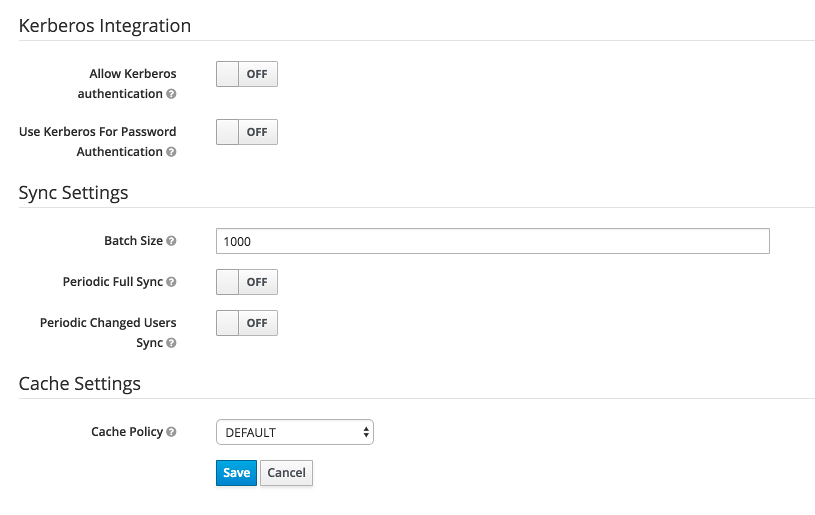 Kerberos Integration
Allow Kerberos
authentication
OFF
Use Kerberos For Password
Authentication
OFF
Sync Settings
Batch Size
1000
Periodic Full Sync
OFF
Periodic Changed Users
Sync
OFF
Cache Settings
Cache Policy
DEFAULT
Save Cancel